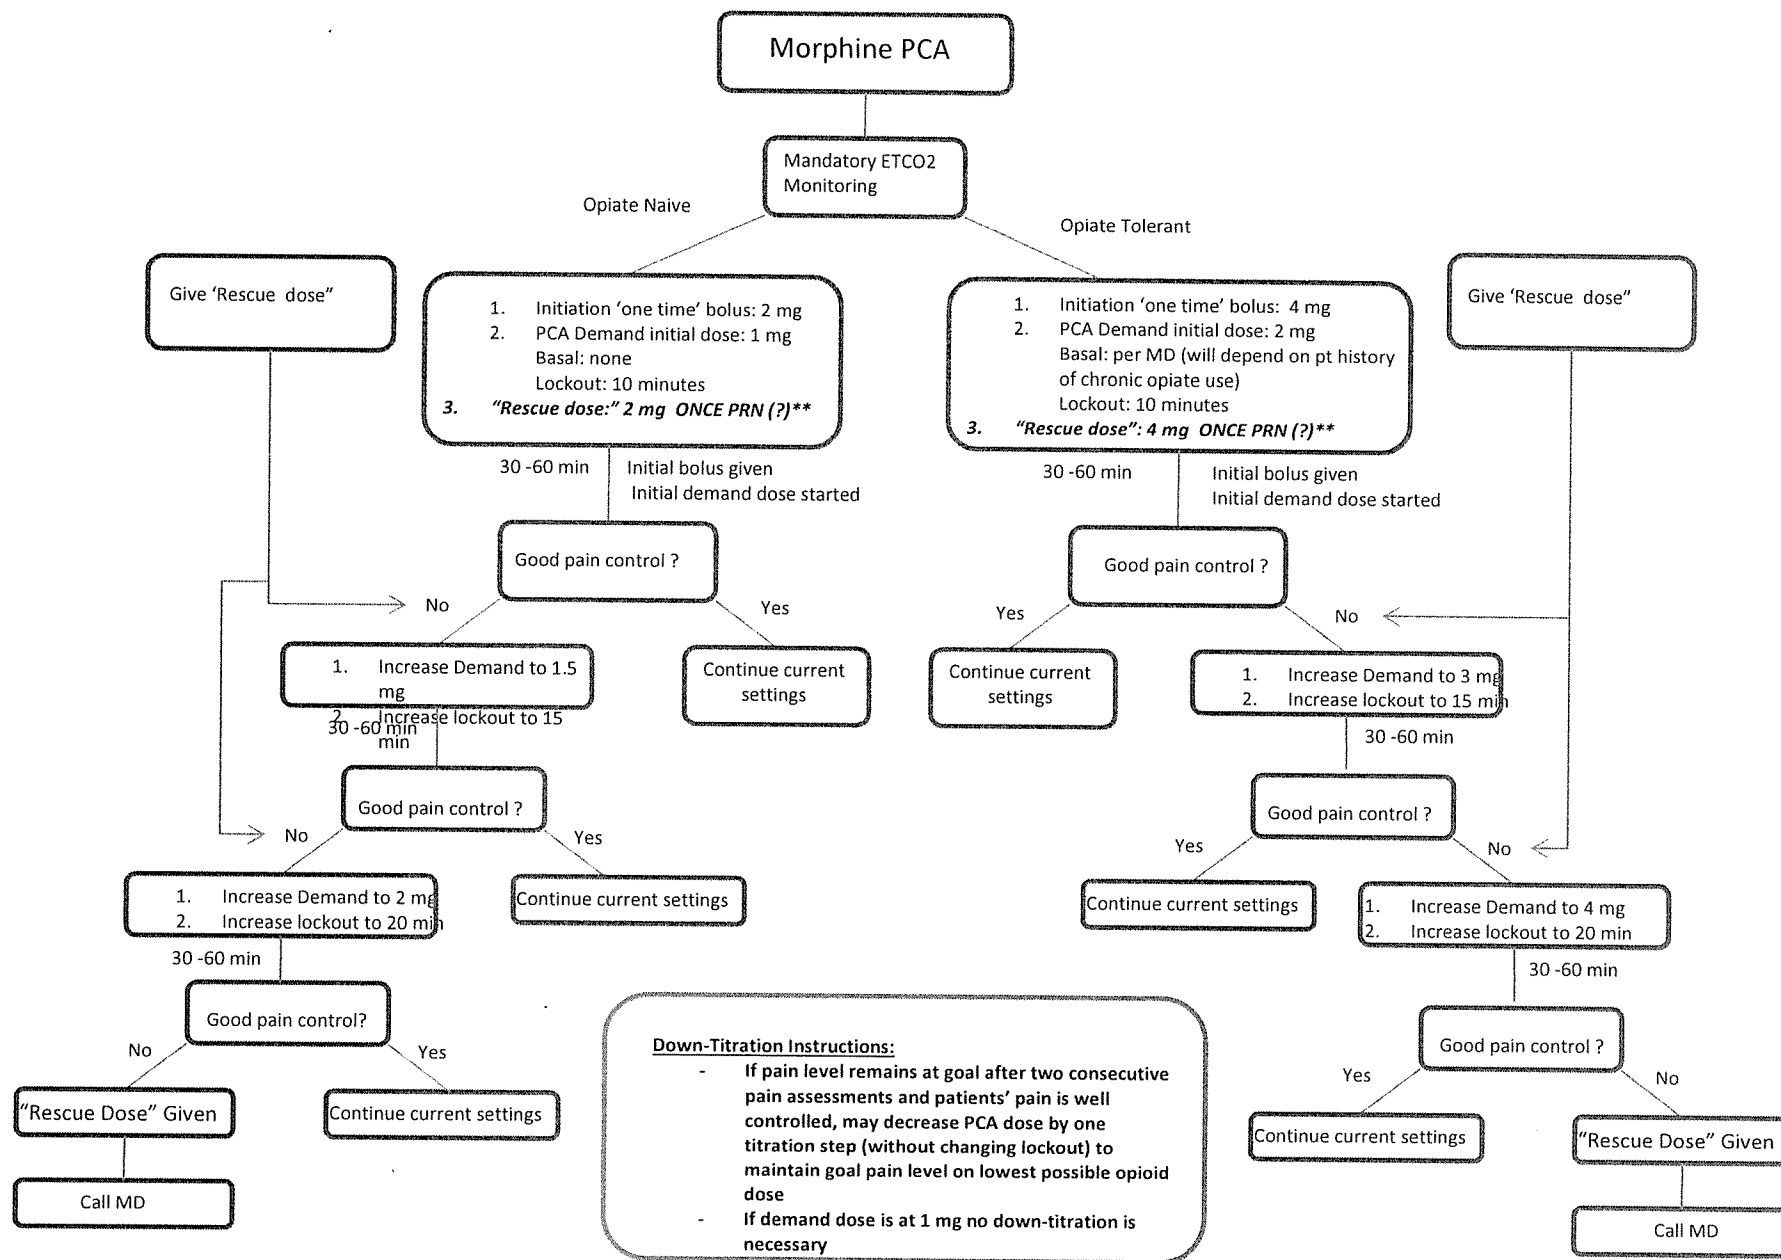 Morphine PCA
Mandatory ETCO2
Monitoring
Opiate Naive
Opiate Tolerant
Give ‘Rescue dose”
1. Initiation ‘one time’ bolus: 2 mg
2. PCA Demand initial dose: 1 mg
Basal: none
Lockout: 10 minutes
3. “Rescue dose:” 2 mg ONCE PRN (?)**
1. Initiation ‘one time’ bolus: 4 mg
2. PCA Demand initial dose: 2 mg
Basal: per MD (will depend on pt history
of chronic opiate use)
Lockout: 10 minutes
3. “Rescue dose”: 4 mg ONCE PRN (?)**
Give ‘Rescue dose”
30 -60 min
Initial bolus given
Initial demand dose started
30 -60 min
Initial bolus given
Initial demand dose started
Good pain control ?
Good pain control ?
No
Yes
Yes
No
1. Increase Demand to 1.5
mg
2. Increase lockout to 15
min
30 -60 min
Continue current
settings
Continue current
settings
1. Increase Demand to 3 mg
2. Increase lockout to 15 min
30 -60 min
Good pain control ?
Good pain control ?
No
Yes
Yes
No
1. Increase Demand to 2 mg
2. Increase lockout to 20 min
Continue current settings
Continue current settings
1. Increase Demand to 4 mg
2. Increase lockout to 20 min
30 -60 min
30 -60 min
Good pain control?
Good pain control ?
No
Yes
Yes
No
“Rescue Dose” Given
Continue current settings
Continue current settings
“Rescue Dose” Given
Call MD
Call MD
Down-Titration Instructions:
- If pain level remains at goal after two consecutive
pain assessments and patients’ pain is well
controlled, may decrease PCA dose by one
titration step (without changing lockout) to
maintain goal pain level on lowest possible opioid
dose
- If demand dose is at 1 mg no down-titration is
necessary